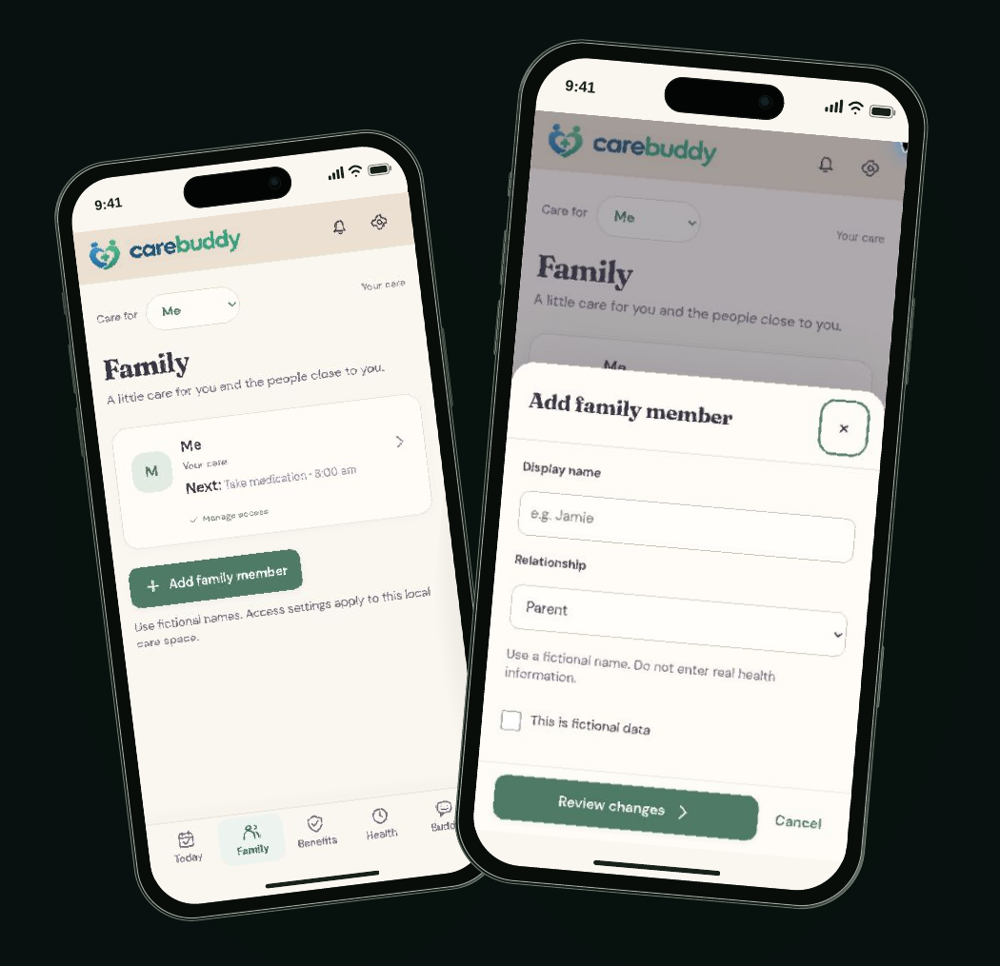 9:41
carebuddy
Care for
Me
Your care
Family
A little care for you and the people close to you.
M
Me
Your care
Next: Take medication · 8:00 am
Manage access
+ Add family member
Use fictional names. Access settings apply to this local
care space.
Today
Family
Benefits
Health
9:41
carebuddy
Care for
Me
Your care
Family
A little care for you and the people close to you.
Me
Add family member
×
Display name
e.g. Jamie
Relationship
Parent
Use a fictional name. Do not enter real health
information.
This is fictional data
Review changes
Cancel